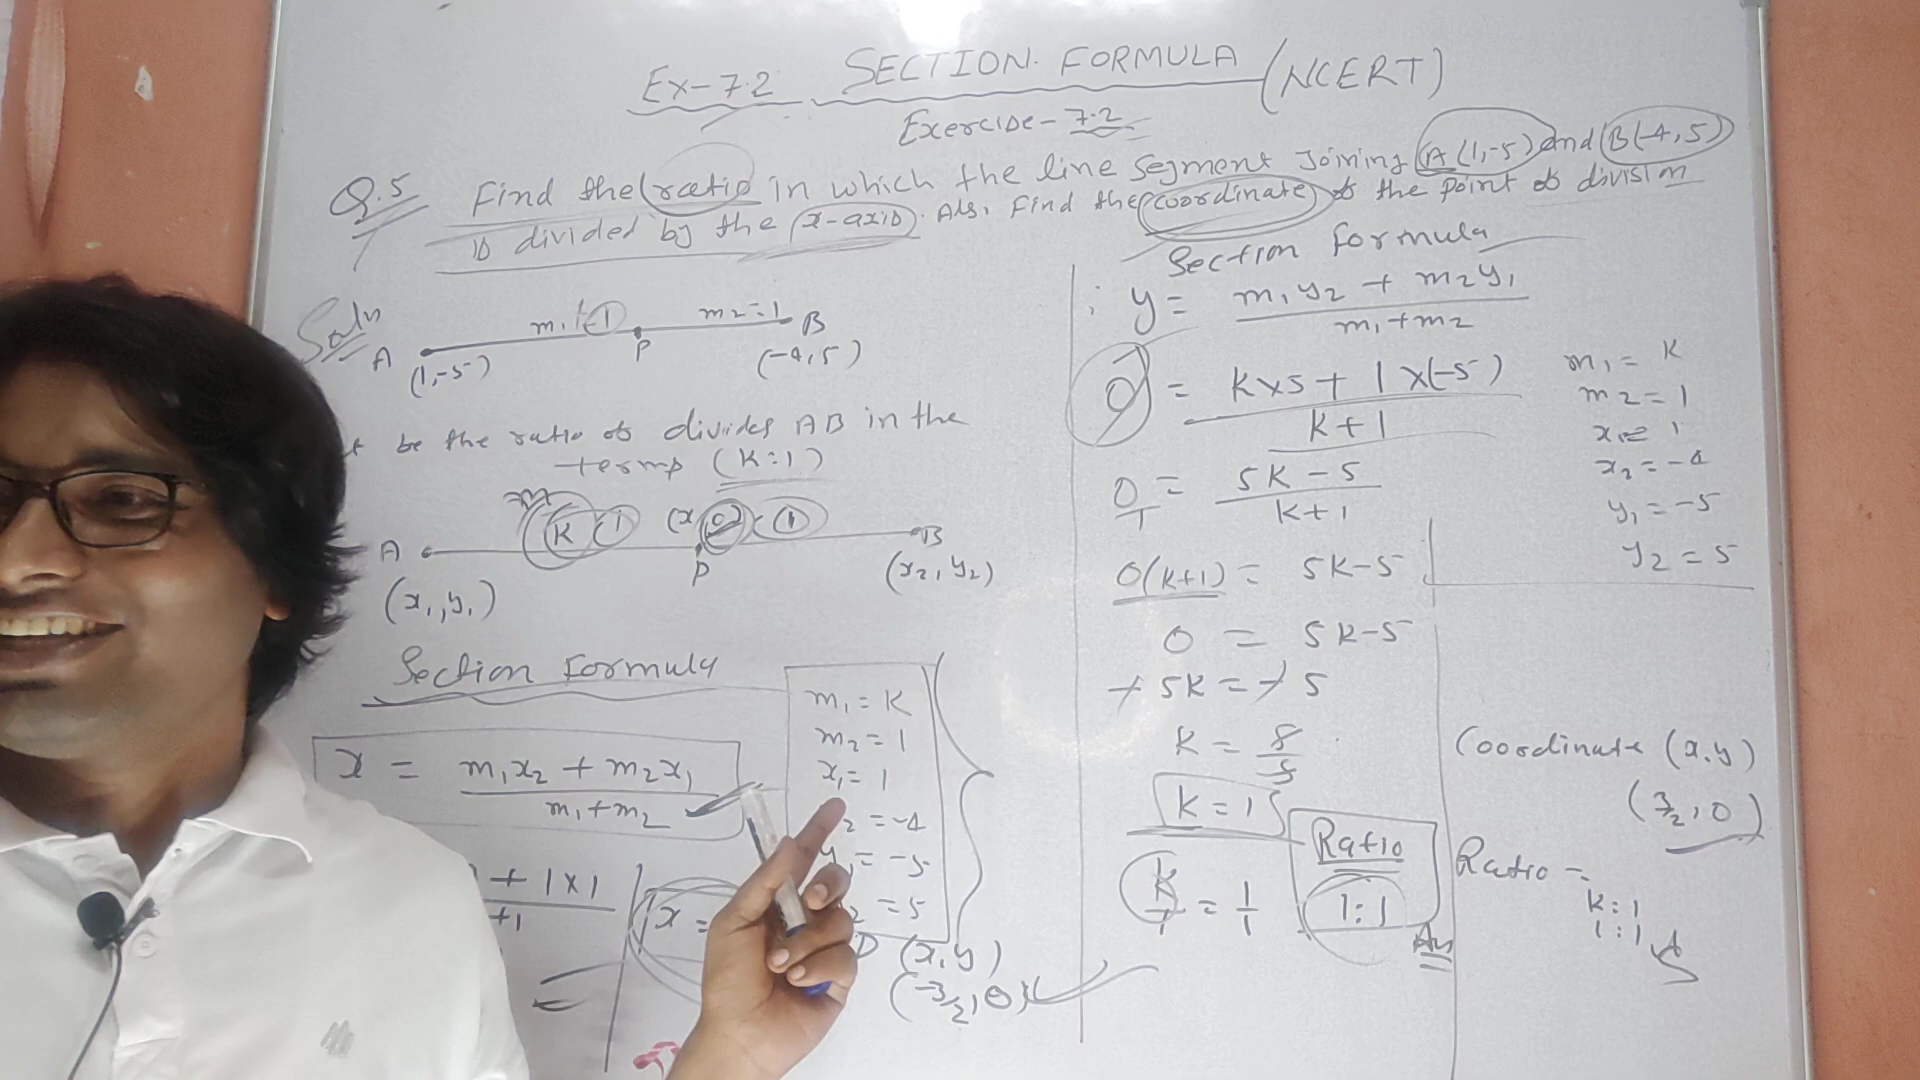 Ex-7.2 SECTION FORMULA (NCERT)
Exercise-7.2
Q.5 Find the ratio in which the line segment Joining A(1,-5) and B(-4,5)
is divided by the x-axis. Also Find the coordinate of the point of division
Soln
m1=1 m2=1
A P B
(1,-5) (-4,5)
be the ratio of divides AB in the
terms (K:1)
K 1 (x 0) 1
A P B
(x1,y1) (x2,y2)
Section Formula
x = m1x2 + m2x1
m1+m2
m1=K
m2=1
x1=1
2=-4
y1=-5
2=5
+ 1x1
+1
x =
(x,y)
(-3/2,0)
Section formula
y = m1y2 + m2y1
m1+m2
0 = Kx5 + 1x(-5)
K+1
0/1 = 5K-5
K+1
0(K+1) = 5K-5
0 = 5K-5
+5K=+5
K = 5/5
K=1
K/1 = 1/1
Ratio
1:1
Ans
m1=K
m2=1
x1=1
x2=-4
y1=-5
y2=5
Coordinate (x,y)
(3/2,0)
Ratio =
K:1
1:1